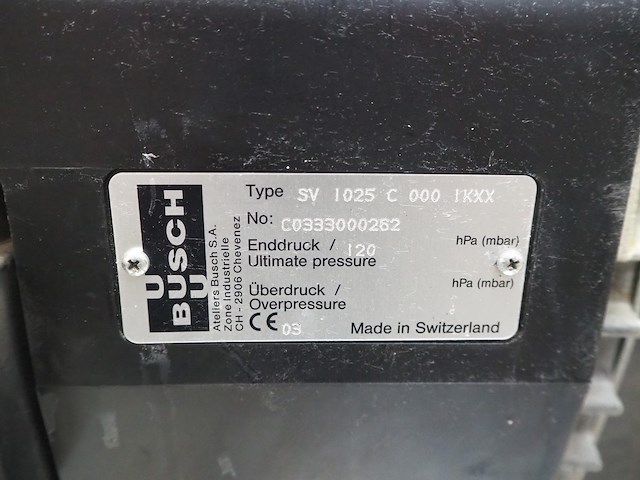 Type SV 1025 C 000 1KXX
No: C0333000262
Enddruck / 120 hPa (mbar)
Ultimate pressure
Überdruck / hPa (mbar)
Overpressure
CE 03 Made in Switzerland
BUSCH
Ateliers Busch S.A.
Zone Industrielle
CH - 2906 Chevenez